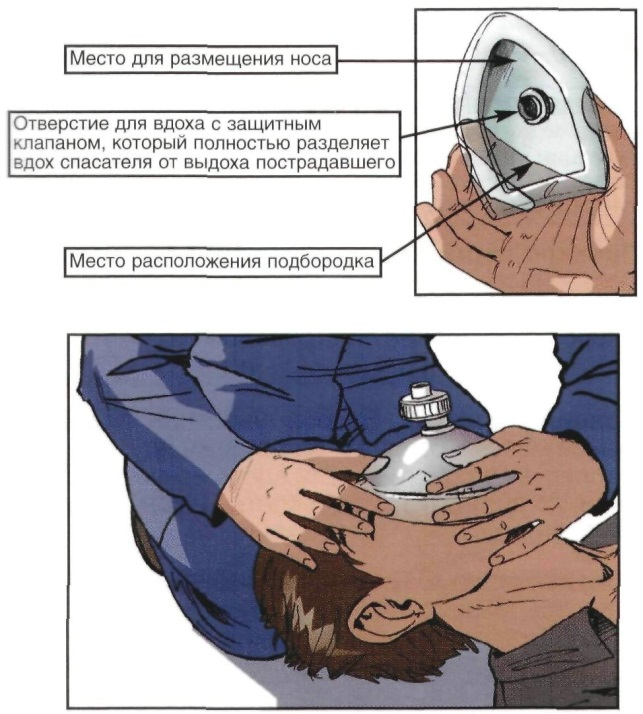 Место для размещения носа
Отверстие для вдоха с защитным
клапаном, который полностью разделяет
вдох спасателя от выдоха пострадавшего
Место расположения подбородка